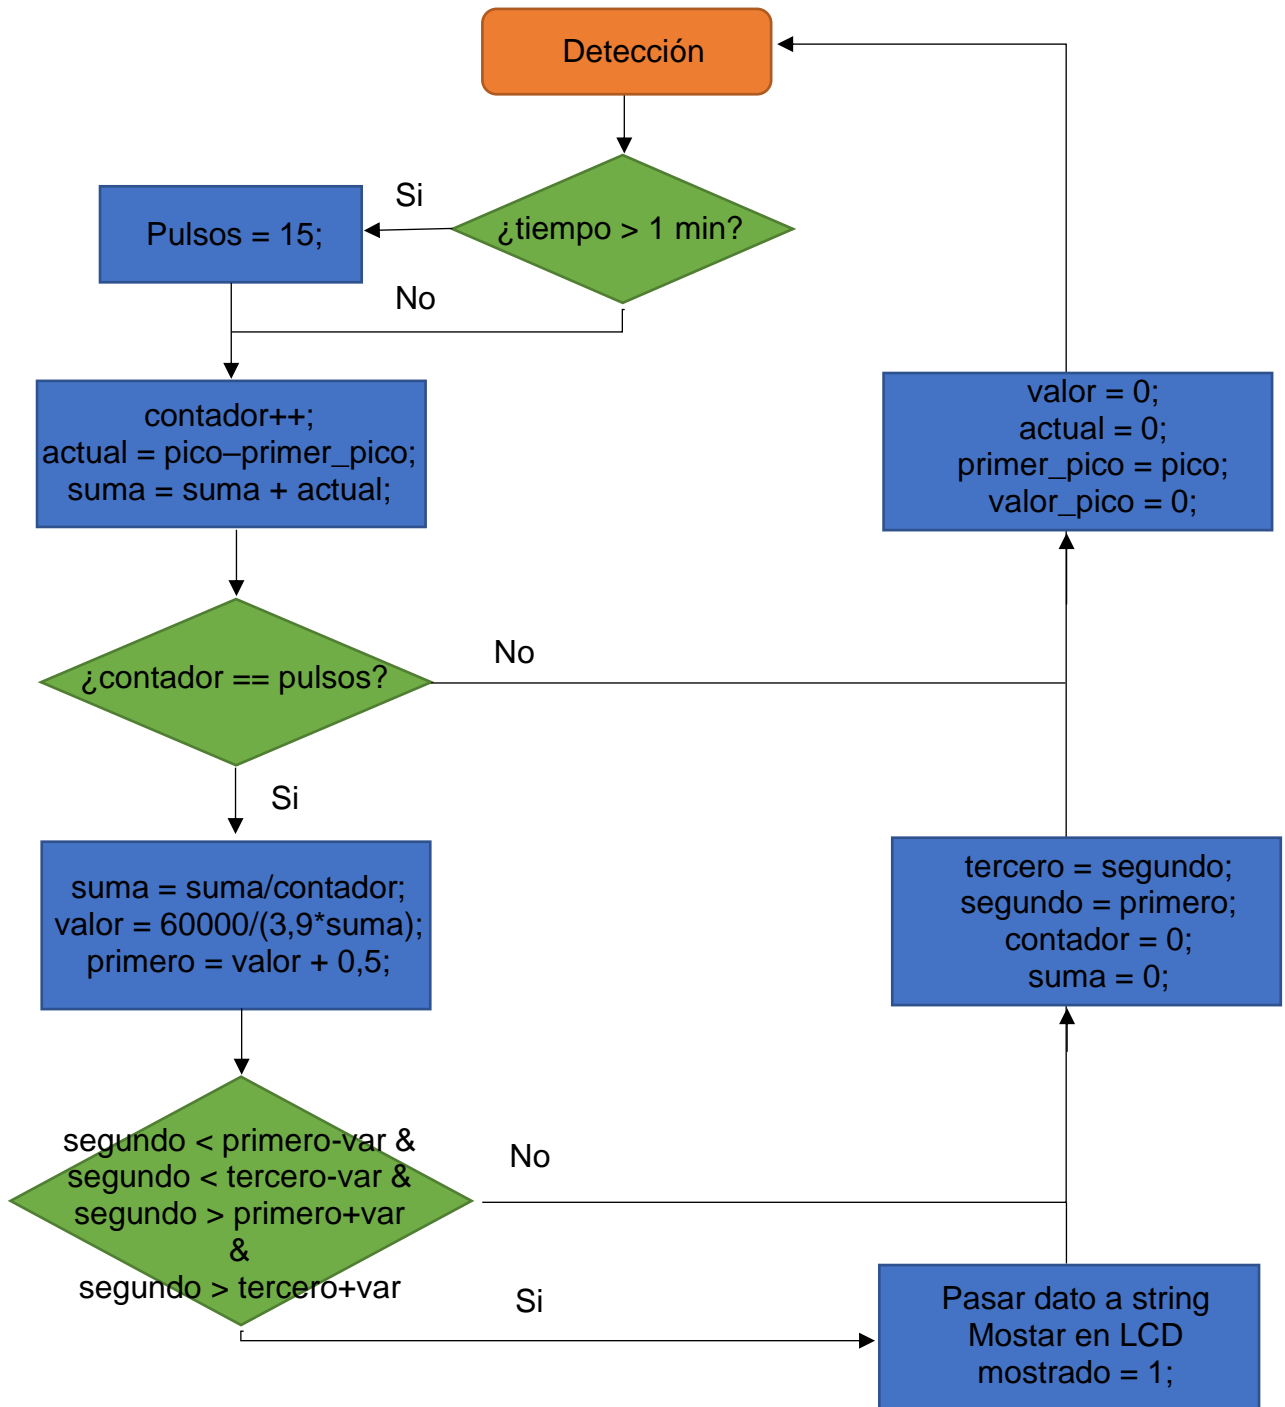 Detección
¿tiempo > 1 min?
Si
Pulsos = 15;
No
contador++;
actual = pico–primer_pico;
suma = suma + actual;
¿contador == pulsos?
No
Si
suma = suma/contador;
valor = 60000/(3,9*suma);
primero = valor + 0,5;
segundo < primero-var &
segundo < tercero-var &
segundo > primero+var
&
segundo > tercero+var
No
Si
Pasar dato a string
Mostar en LCD
mostrado = 1;
tercero = segundo;
segundo = primero;
contador = 0;
suma = 0;
valor = 0;
actual = 0;
primer_pico = pico;
valor_pico = 0;